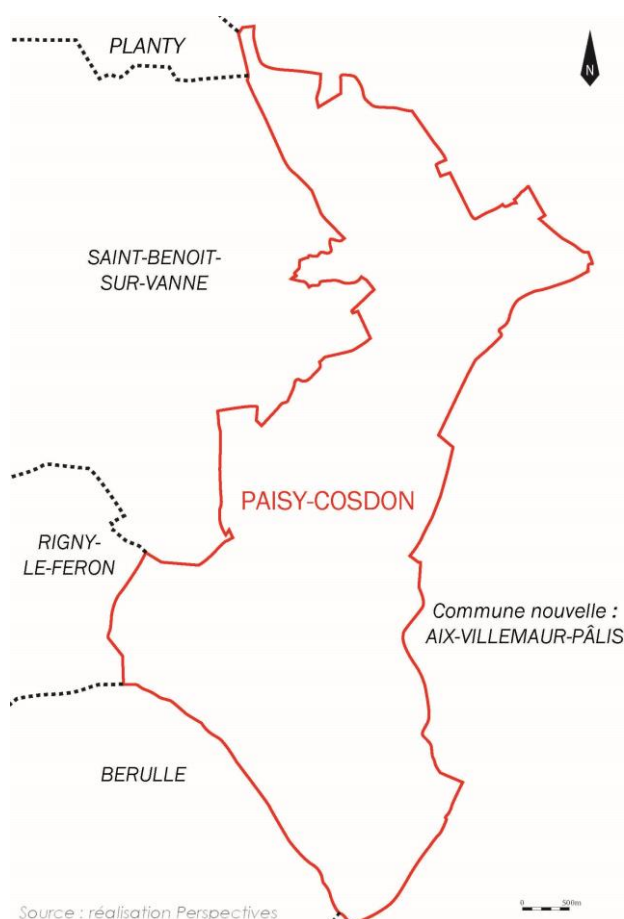 PLANTY
N
SAINT-BENOIT-
SUR-VANNE
PAISY-COSDON
RIGNY-
LE-FERON
Commune nouvelle :
AIX-VILLEMAUR-PÂLIS
BERULLE
Source : réalisation Perspectives
0 500m